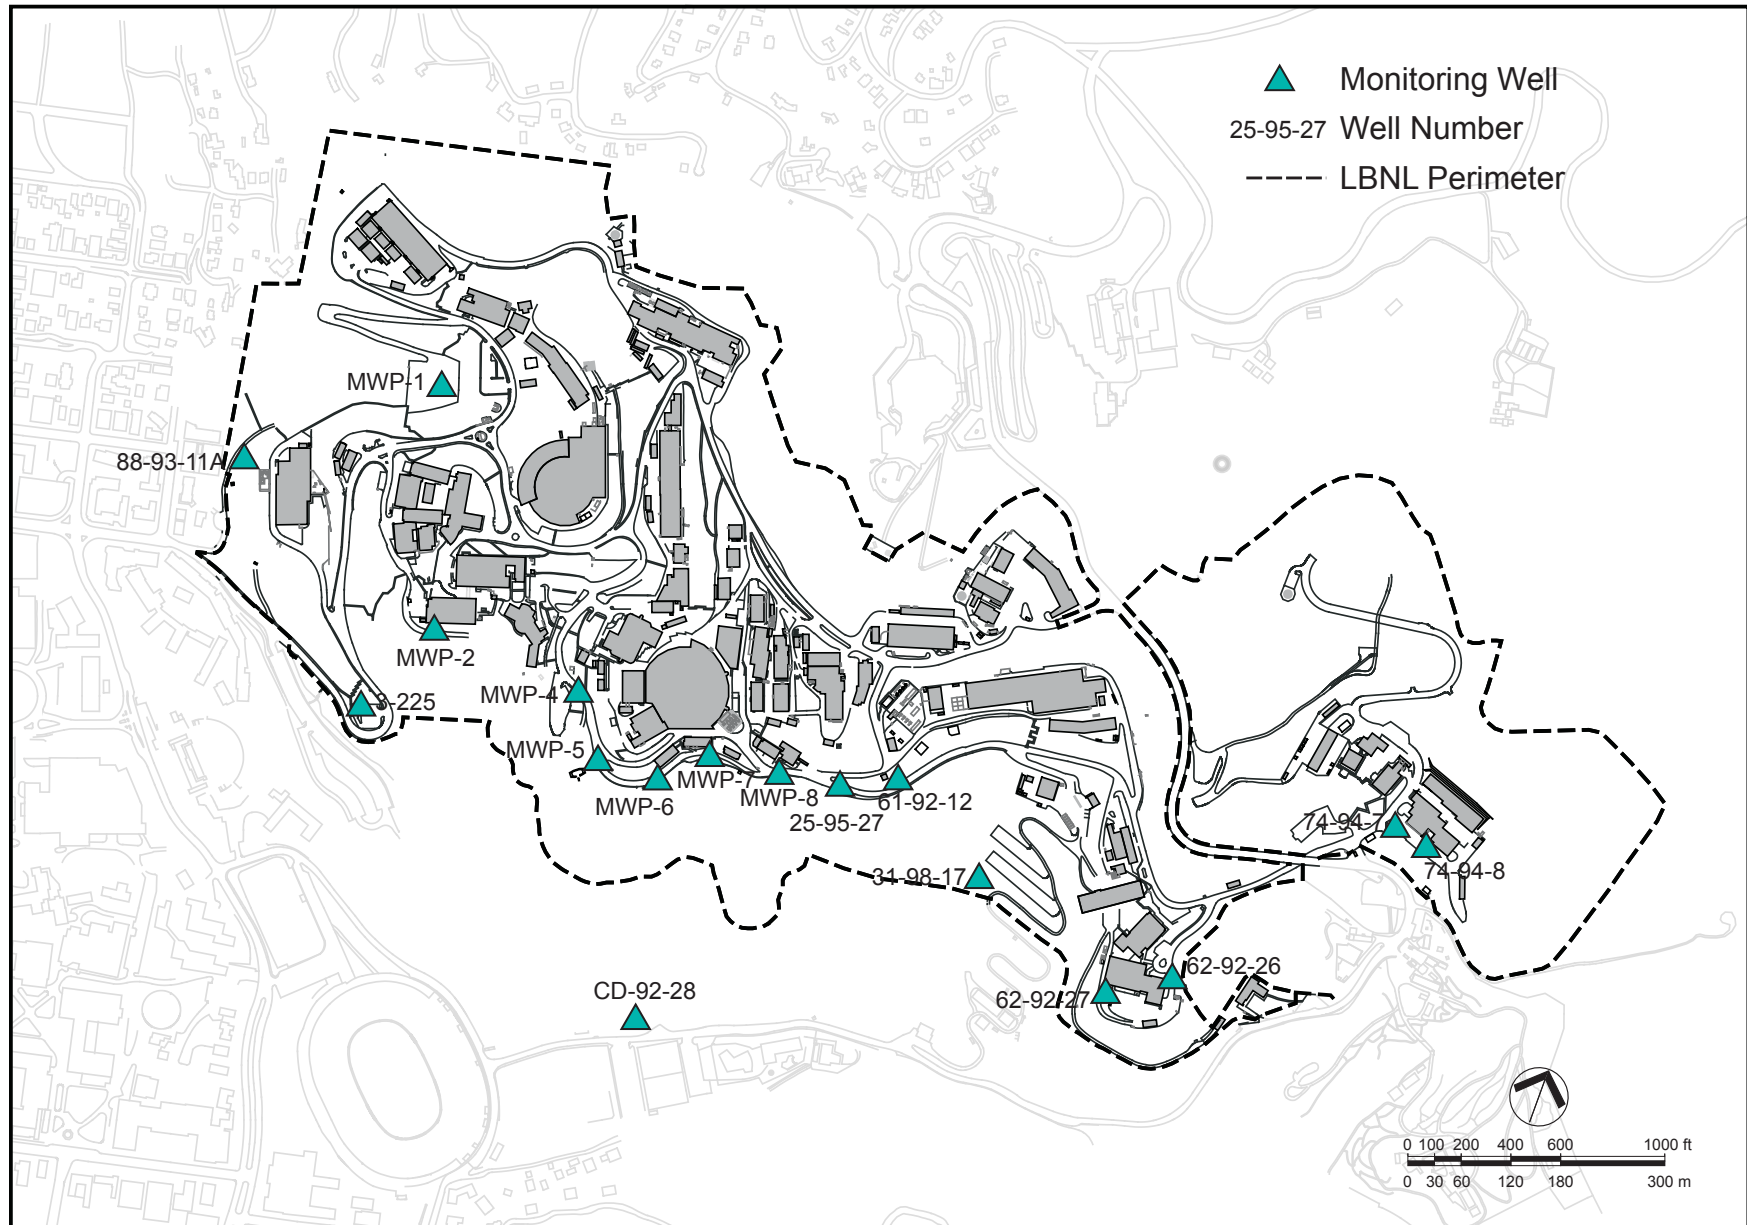 Monitoring Well
25-95-27 Well Number
LBNL Perimeter
MWP-1
88-93-11A
MWP-2
MWP-4
-225
MWP-5
MWP-7
MWP-6
MWP-8
61-92-12
25-95-27
74-94-7
74-94-8
31-98-17
62-92-26
62-92-27
CD-92-28
0 100 200 400 600 1000 ft
0 30 60 120 180 300 m